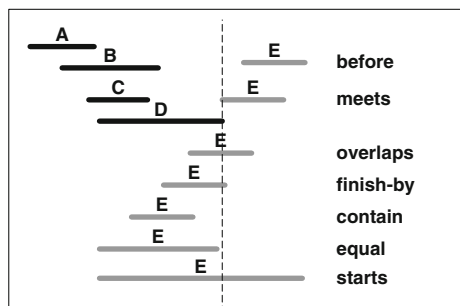 A
B
E
before
C
E
meets
D
E
overlaps
E
finish-by
E
contain
E
equal
E
starts